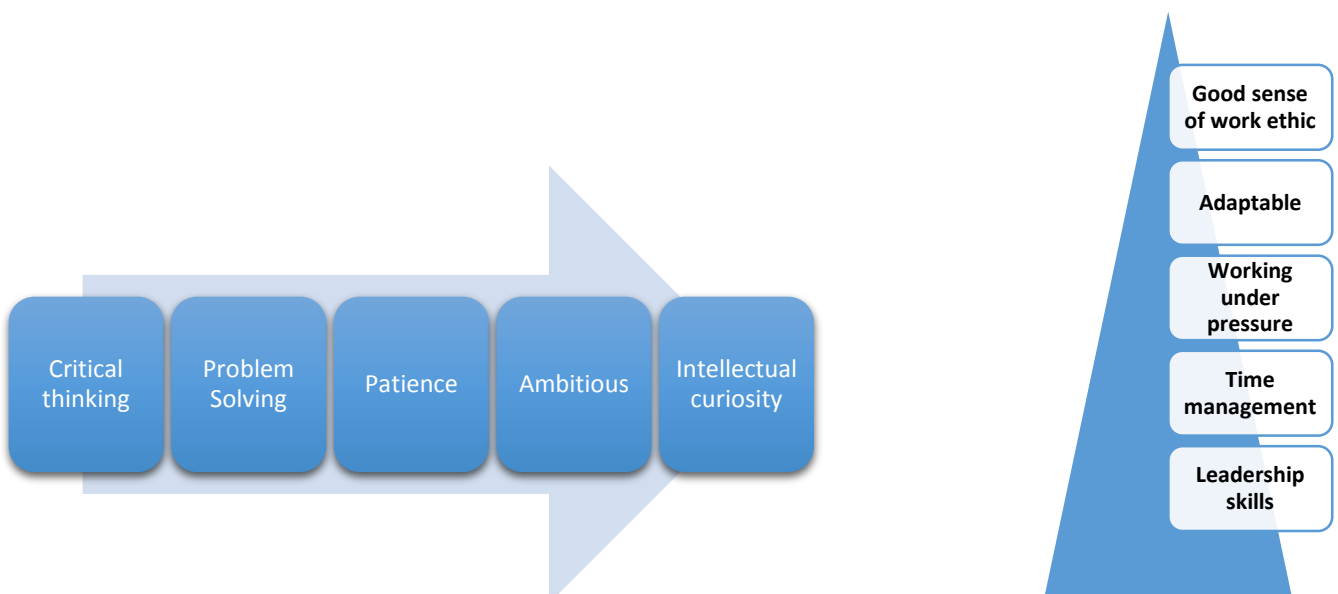 Critical
thinking
Problem
Solving
Patience
Ambitious
Intellectual
curiosity
Good sense
of work ethic
Adaptable
Working
under
pressure
Time
management
Leadership
skills